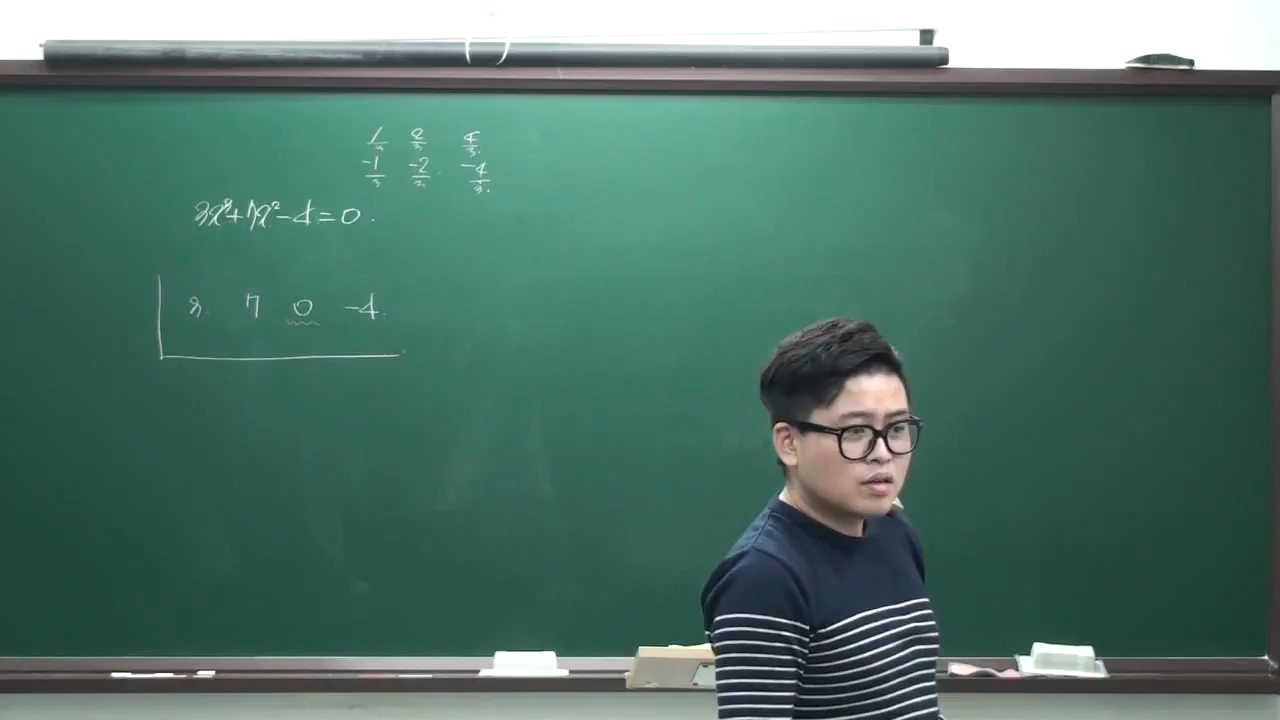 1/3 2/3 4/3.
-1/3 -2/3. -4/3.
3x³+7x²-4=0.
3. 7 0 -4.